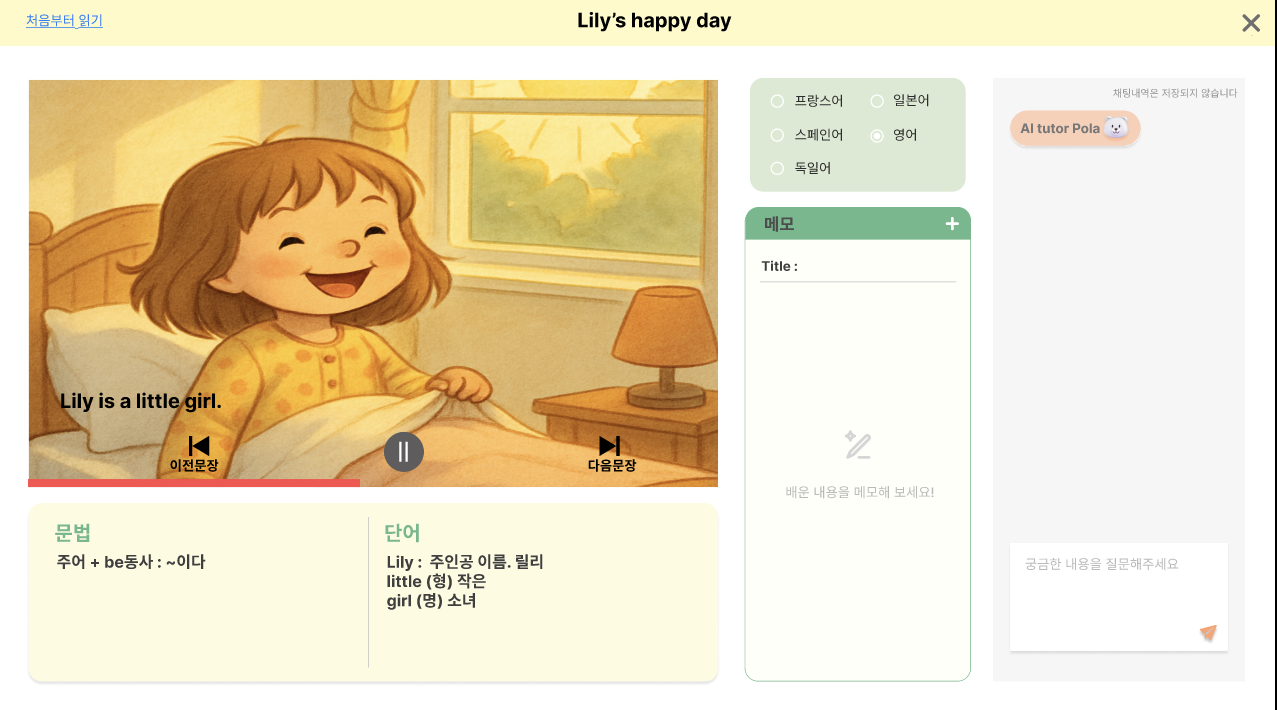 처음부터 읽기
Lily’s happy day
Lily is a little girl.
이전문장
다음문장
문법
주어 + be동사 : ~이다
단어
Lily : 주인공 이름. 릴리
little (형) 작은
girl (명) 소녀
프랑스어
일본어
스페인어
영어
독일어
메모
Title :
배운 내용을 메모해 보세요!
채팅내역은 저장되지 않습니다
AI tutor Pola
궁금한 내용을 질문해주세요